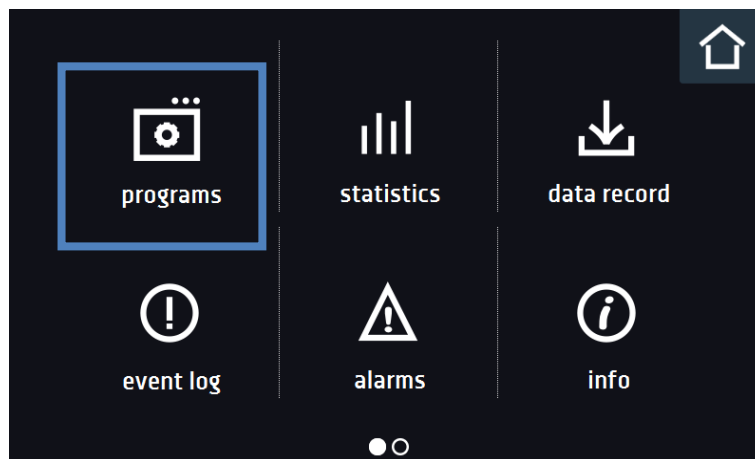 programs
statistics
data record
event log
alarms
info